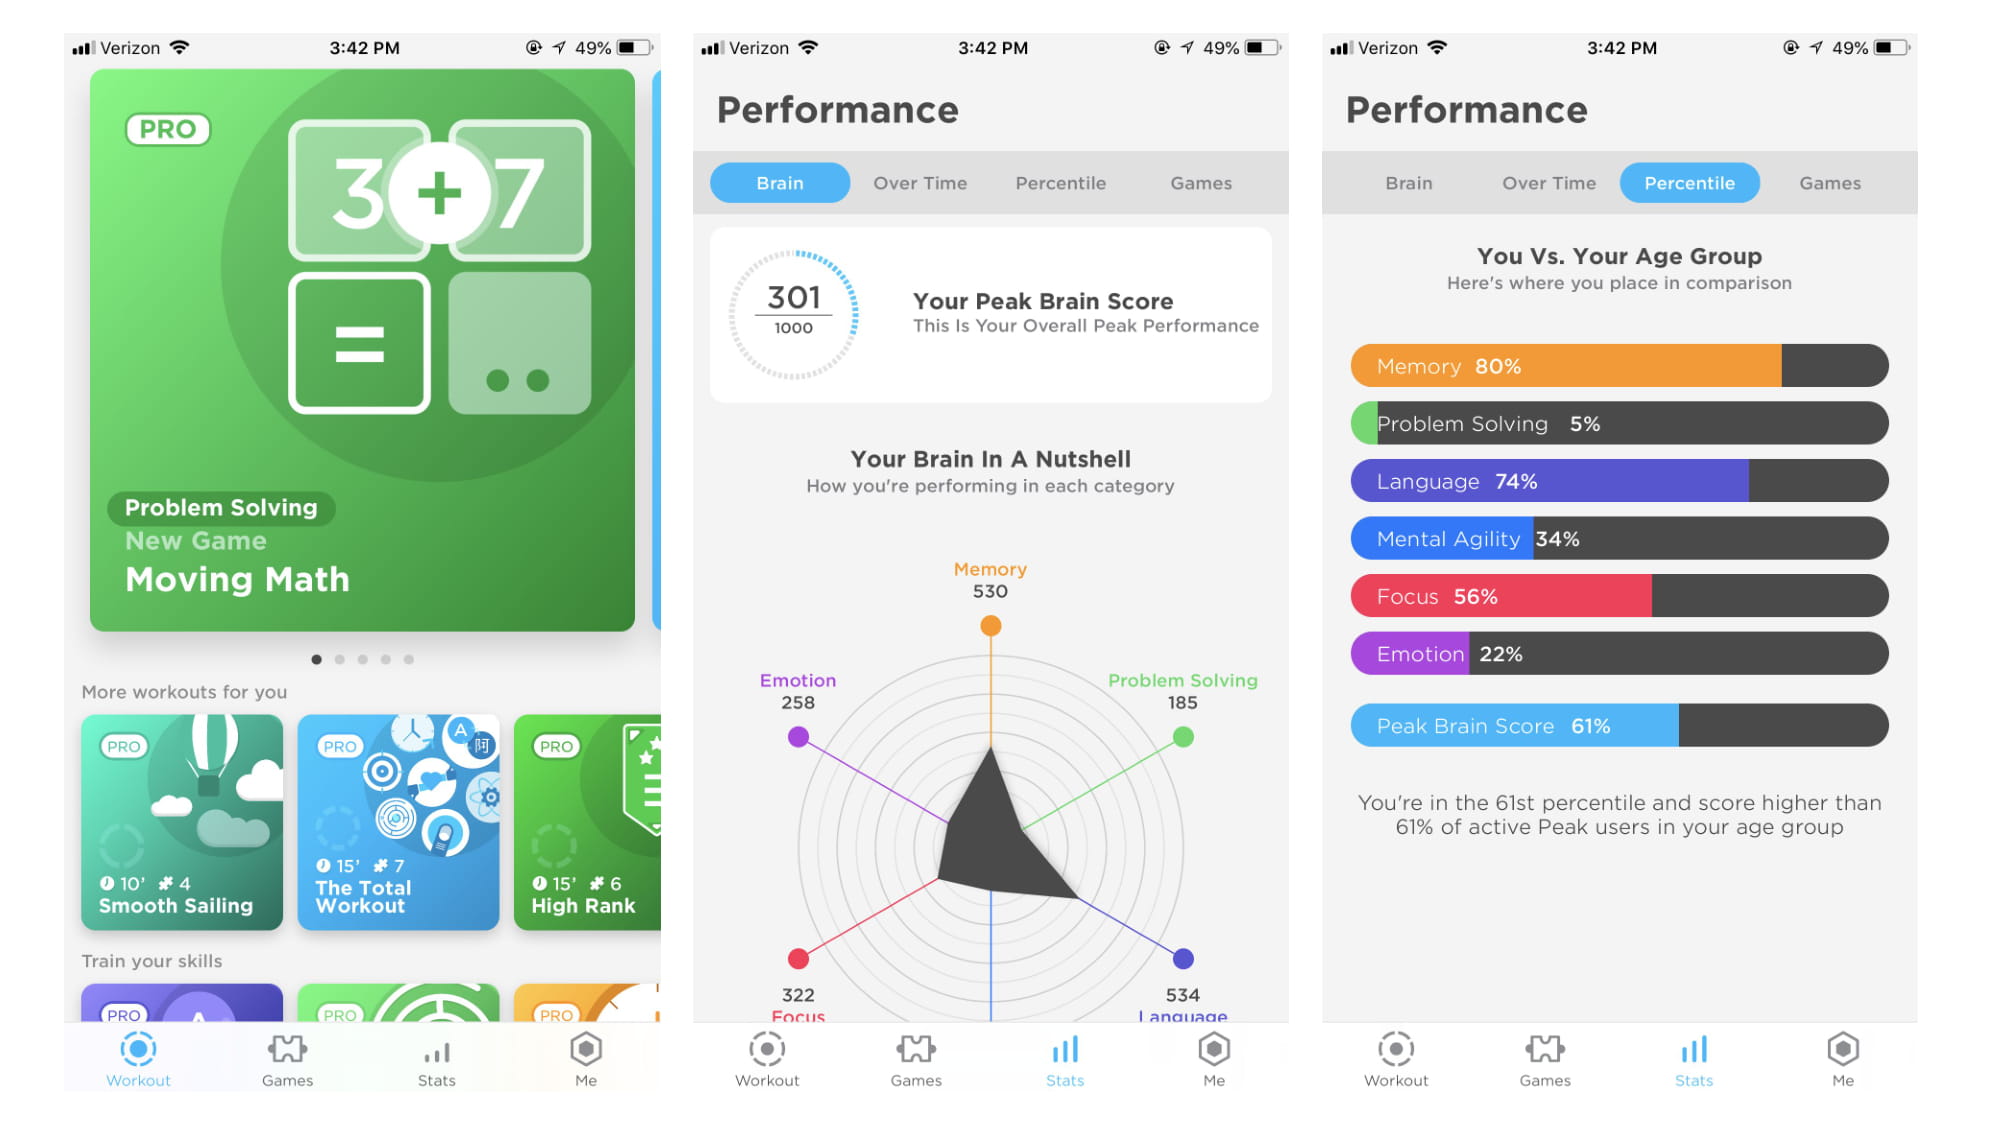 Verizon 3:42 PM 49%
PRO
3 + 7
=
Problem Solving
New Game
Moving Math
More workouts for you
PRO
10’ 4
Smooth Sailing
PRO
A
阿
15’ 7
The Total
Workout
PRO
15’ 6
High Rank
Train your skills
PRO
A
PRO
PRO
Workout Games Stats Me
Verizon 3:42 PM 49%
Performance
Brain Over Time Percentile Games
301
1000
Your Peak Brain Score
This Is Your Overall Peak Performance
Your Brain In A Nutshell
How you're performing in each category
Memory
530
Emotion
258
Problem Solving
185
322
Focus
534
Language
Workout Games Stats Me
Verizon 3:42 PM 49%
Performance
Brain Over Time Percentile Games
You Vs. Your Age Group
Here's where you place in comparison
Memory 80%
Problem Solving 5%
Language 74%
Mental Agility 34%
Focus 56%
Emotion 22%
Peak Brain Score 61%
You're in the 61st percentile and score higher than
61% of active Peak users in your age group
Workout Games Stats Me